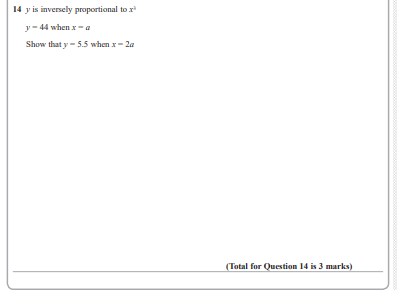 14 y is inversely proportional to x³
y = 44 when x = a
Show that y = 5.5 when x = 2a
(Total for Question 14 is 3 marks)